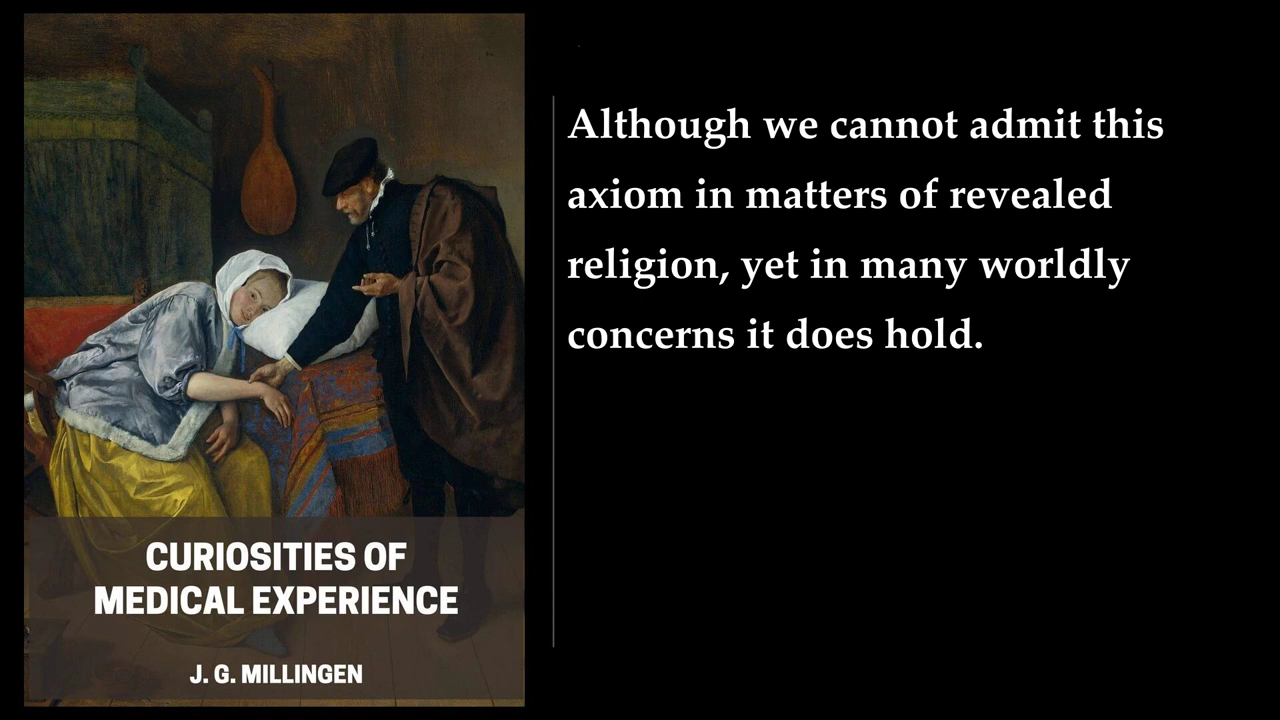 Although we cannot admit this
axiom in matters of revealed
religion, yet in many worldly
concerns it does hold.
CURIOSITIES OF
MEDICAL EXPERIENCE
J. G. MILLINGEN